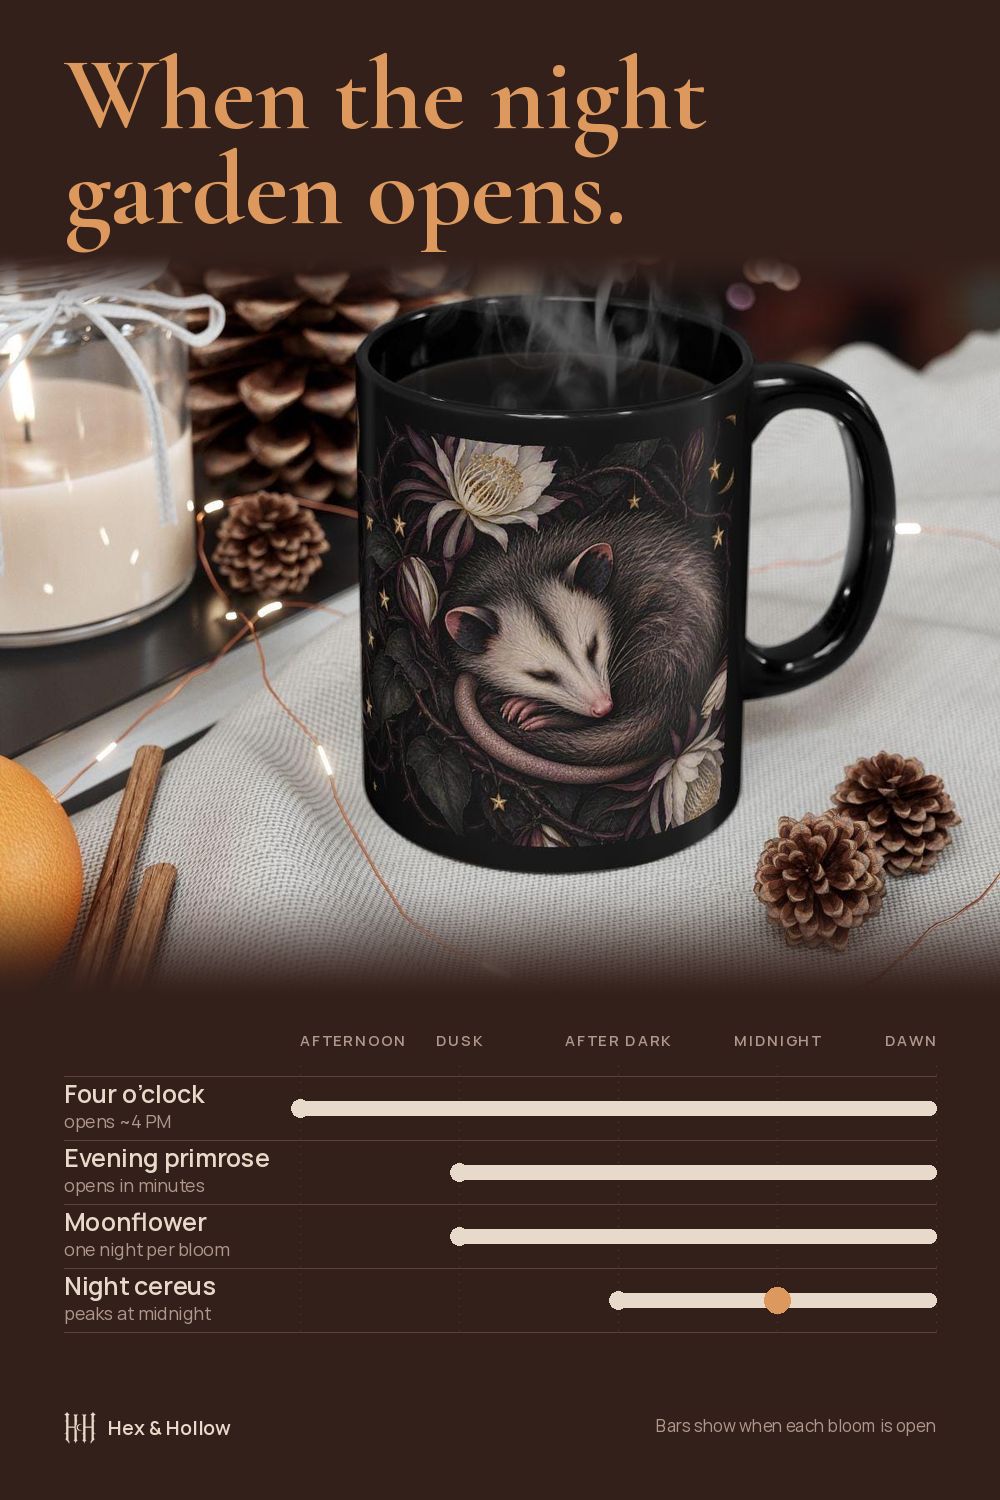 When the night
garden opens.
AFTERNOON DUSK AFTER DARK MIDNIGHT DAWN
Four o’clock
opens ~4 PM
Evening primrose
opens in minutes
Moonflower
one night per bloom
Night cereus
peaks at midnight
Hex & Hollow
Bars show when each bloom is open